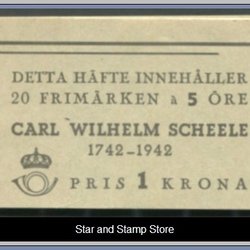 DETTA HÄFTE INNEHÅLLER
20 FRIMÄRKEN à 5 ÖRE
CARL WILHELM SCHEELE
1742-1942
PRIS 1 KRONA
Star and Stamp Store